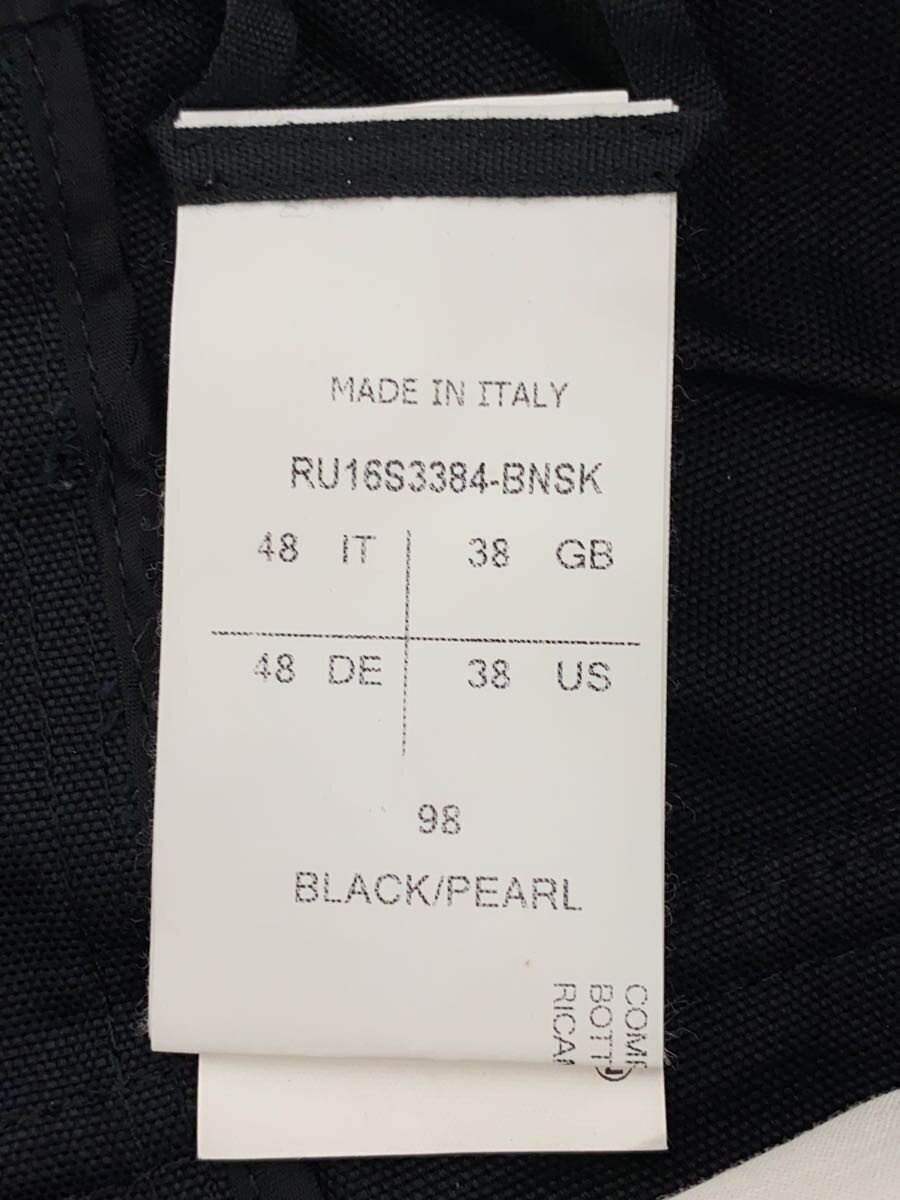 MADE IN ITALY
RU16S3384-BNSK
48 IT 38 GB
48 DE 38 US
98
BLACK/PEARL